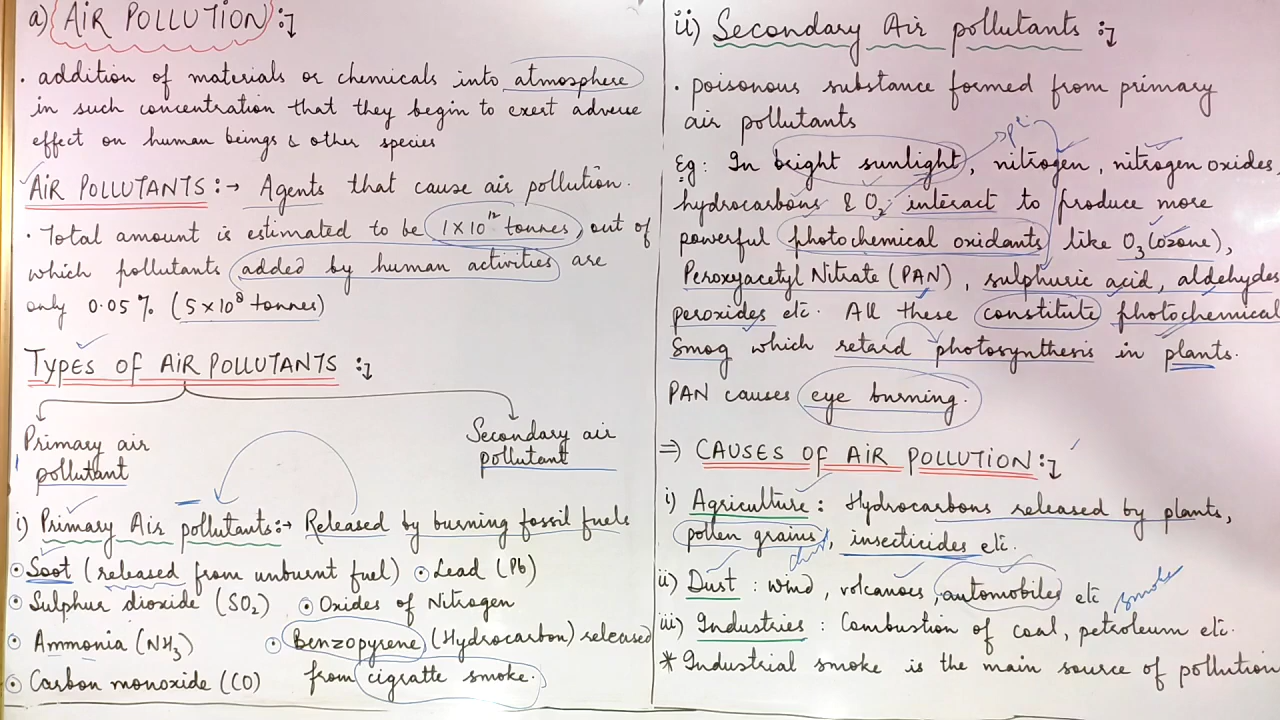 a) AIR POLLUTION :↴
· addition of materials or chemicals into atmosphere
in such concentration that they begin to exert adverse
effect on human beings & other species
AIR POLLUTANTS :→ Agents that cause air pollution.
· Total amount is estimated to be 1×10¹² tonnes, out of
which pollutants added by human activities are
only 0.05% (5×10⁸ tonnes)
TYPES OF AIR POLLUTANTS :↴
Primary air
pollutant
Secondary air
pollutant
i) Primary Air pollutants:→ Released by burning fossil fuels
⊙ Soot (released from unburnt fuel) ⊙ Lead (Pb)
⊙ Sulphur dioxide (SO₂) ⊙ Oxides of Nitrogen
⊙ Ammonia (NH₃) ⊙ Benzopyrene (Hydrocarbon) released
⊙ Carbon monoxide (CO) from cigratte smoke.
ii) Secondary Air pollutants :↴
· poisonous substance formed from primary
air pollutants
Eg: In bright sunlight, nitrogen, nitrogen oxides,
hydrocarbons & O₂ interact to produce more
powerful photochemical oxidants like O₃ (ozone),
Peroxyacetyl Nitrate (PAN), sulphuric acid, aldehydes
peroxides etc. All these constitute photochemical
Smog which retard photosynthesis in plants.
PAN causes eye burning.
⇒ CAUSES OF AIR POLLUTION :↴
i) Agriculture : Hydrocarbons released by plants,
pollen grains, insecticides etc.
ii) Dust : wind, volcanoes, automobiles etc smoke
iii) Industries : Combustion of coal, petroleum etc.
* Industrial smoke is the main source of pollution